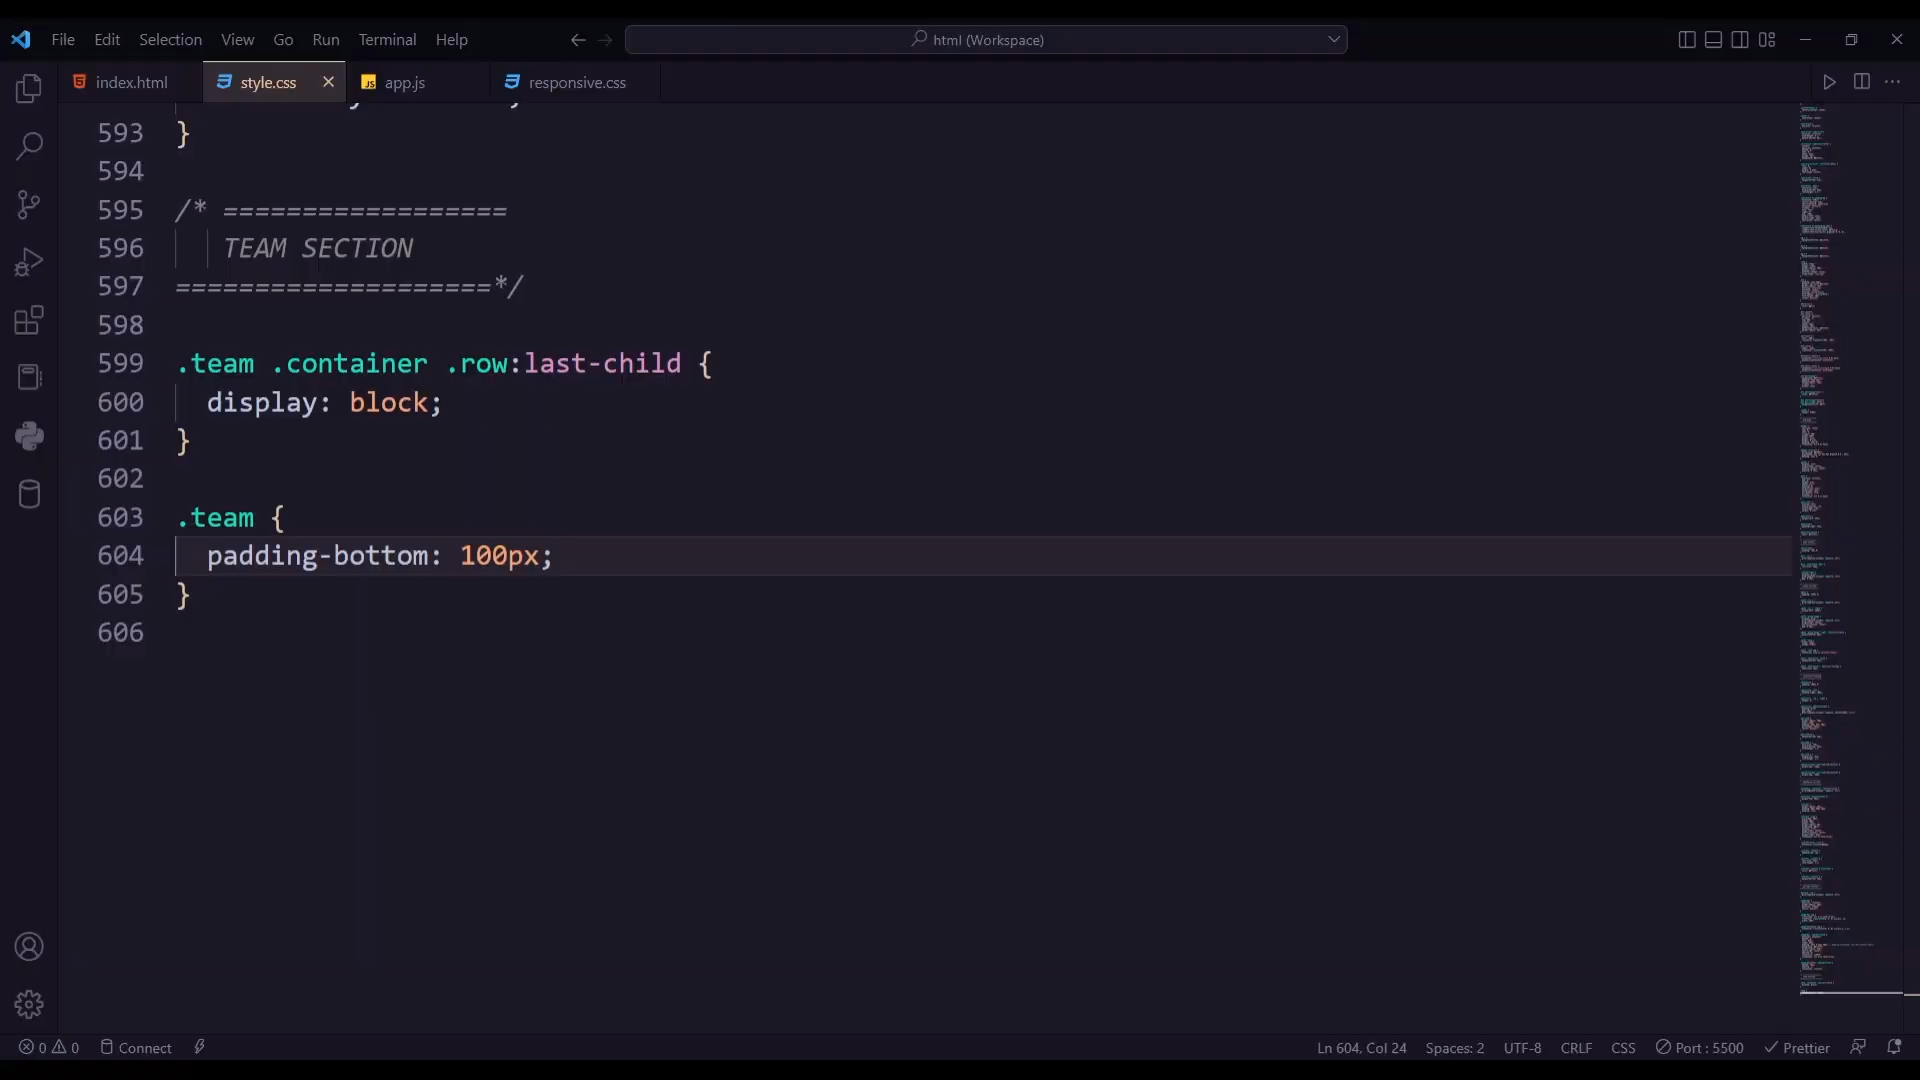 File Edit Selection View Go Run Terminal Help
html (Workspace)
index.html style.css app.js responsive.css
593 }
594
595 /* ==================
596 TEAM SECTION
597 ====================*/
598
599 .team .container .row:last-child {
600 display: block;
601 }
602
603 .team {
604 padding-bottom: 100px;
605 }
606
0 0 Connect Ln 604, Col 24 Spaces: 2 UTF-8 CRLF CSS Port : 5500 Prettier